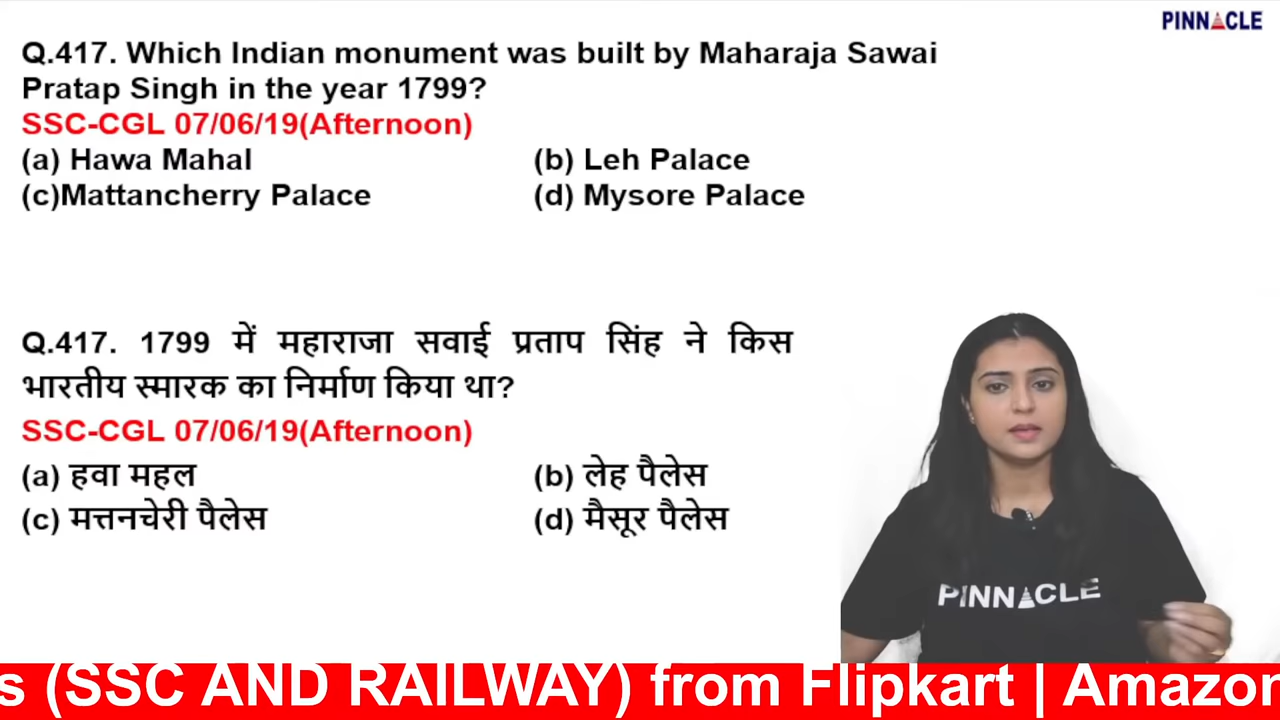 PINNACLE
Q.417. Which Indian monument was built by Maharaja Sawai
Pratap Singh in the year 1799?
SSC-CGL 07/06/19(Afternoon)
(a) Hawa Mahal (b) Leh Palace
(c)Mattancherry Palace (d) Mysore Palace
Q.417. 1799 में महाराजा सवाई प्रताप सिंह ने किस
भारतीय स्मारक का निर्माण किया था?
SSC-CGL 07/06/19(Afternoon)
(a) हवा महल (b) लेह पैलेस
(c) मत्तनचेरी पैलेस (d) मैसूर पैलेस
PINNACLE
s (SSC AND RAILWAY) from Flipkart | Amazon